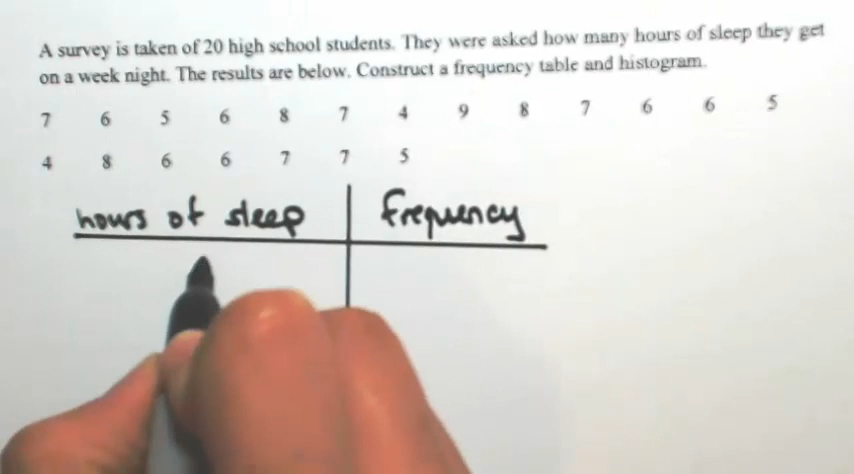 A survey is taken of 20 high school students. They were asked how many hours of sleep they get
on a week night. The results are below. Construct a frequency table and histogram.
7 6 5 6 8 7 4 9 8 7 6 6 5
4 8 6 6 7 7 5
hours of sleep frequency